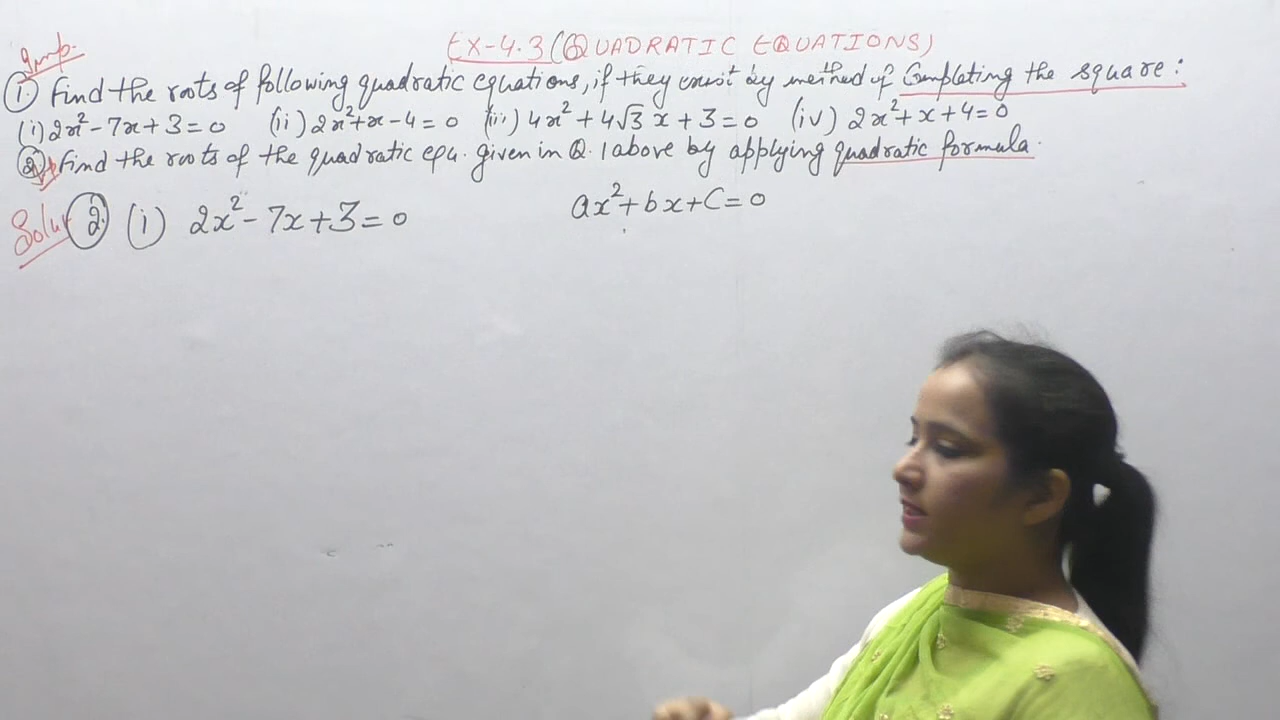 Imp.
EX-4.3 (QUADRATIC EQUATIONS)
1. Find the roots of following quadratic equations, if they exist by method of Completing the square:
(i) 2x² - 7x + 3 = 0 (ii) 2x² + x - 4 = 0 (iii) 4x² + 4√3 x + 3 = 0 (iv) 2x² + x + 4 = 0
2. Find the roots of the quadratic equ. given in Q. 1 above by applying quadratic formula.
Solu 2. (i) 2x² - 7x + 3 = 0 ax² + bx + c = 0